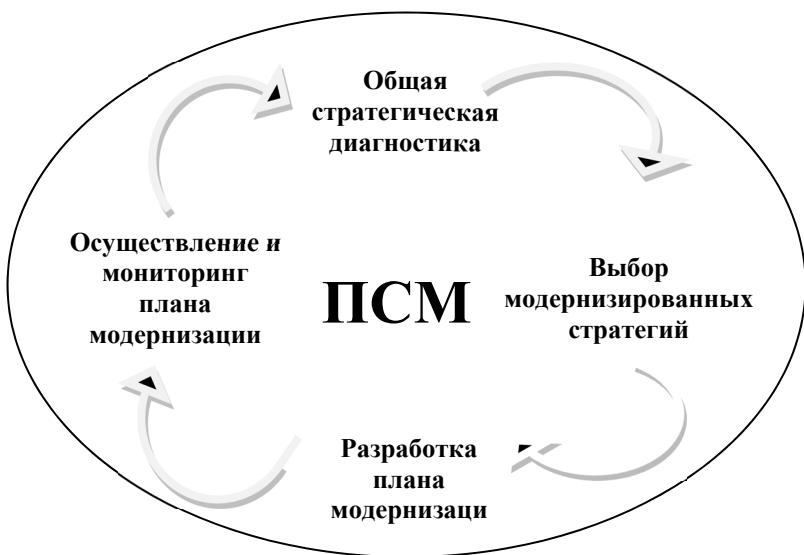 Общая
стратегическая
диагностика
Осуществление и
мониторинг
плана
модернизации
ПСМ
Выбор
модернизированных
стратегий
Разработка
плана
модернизаци